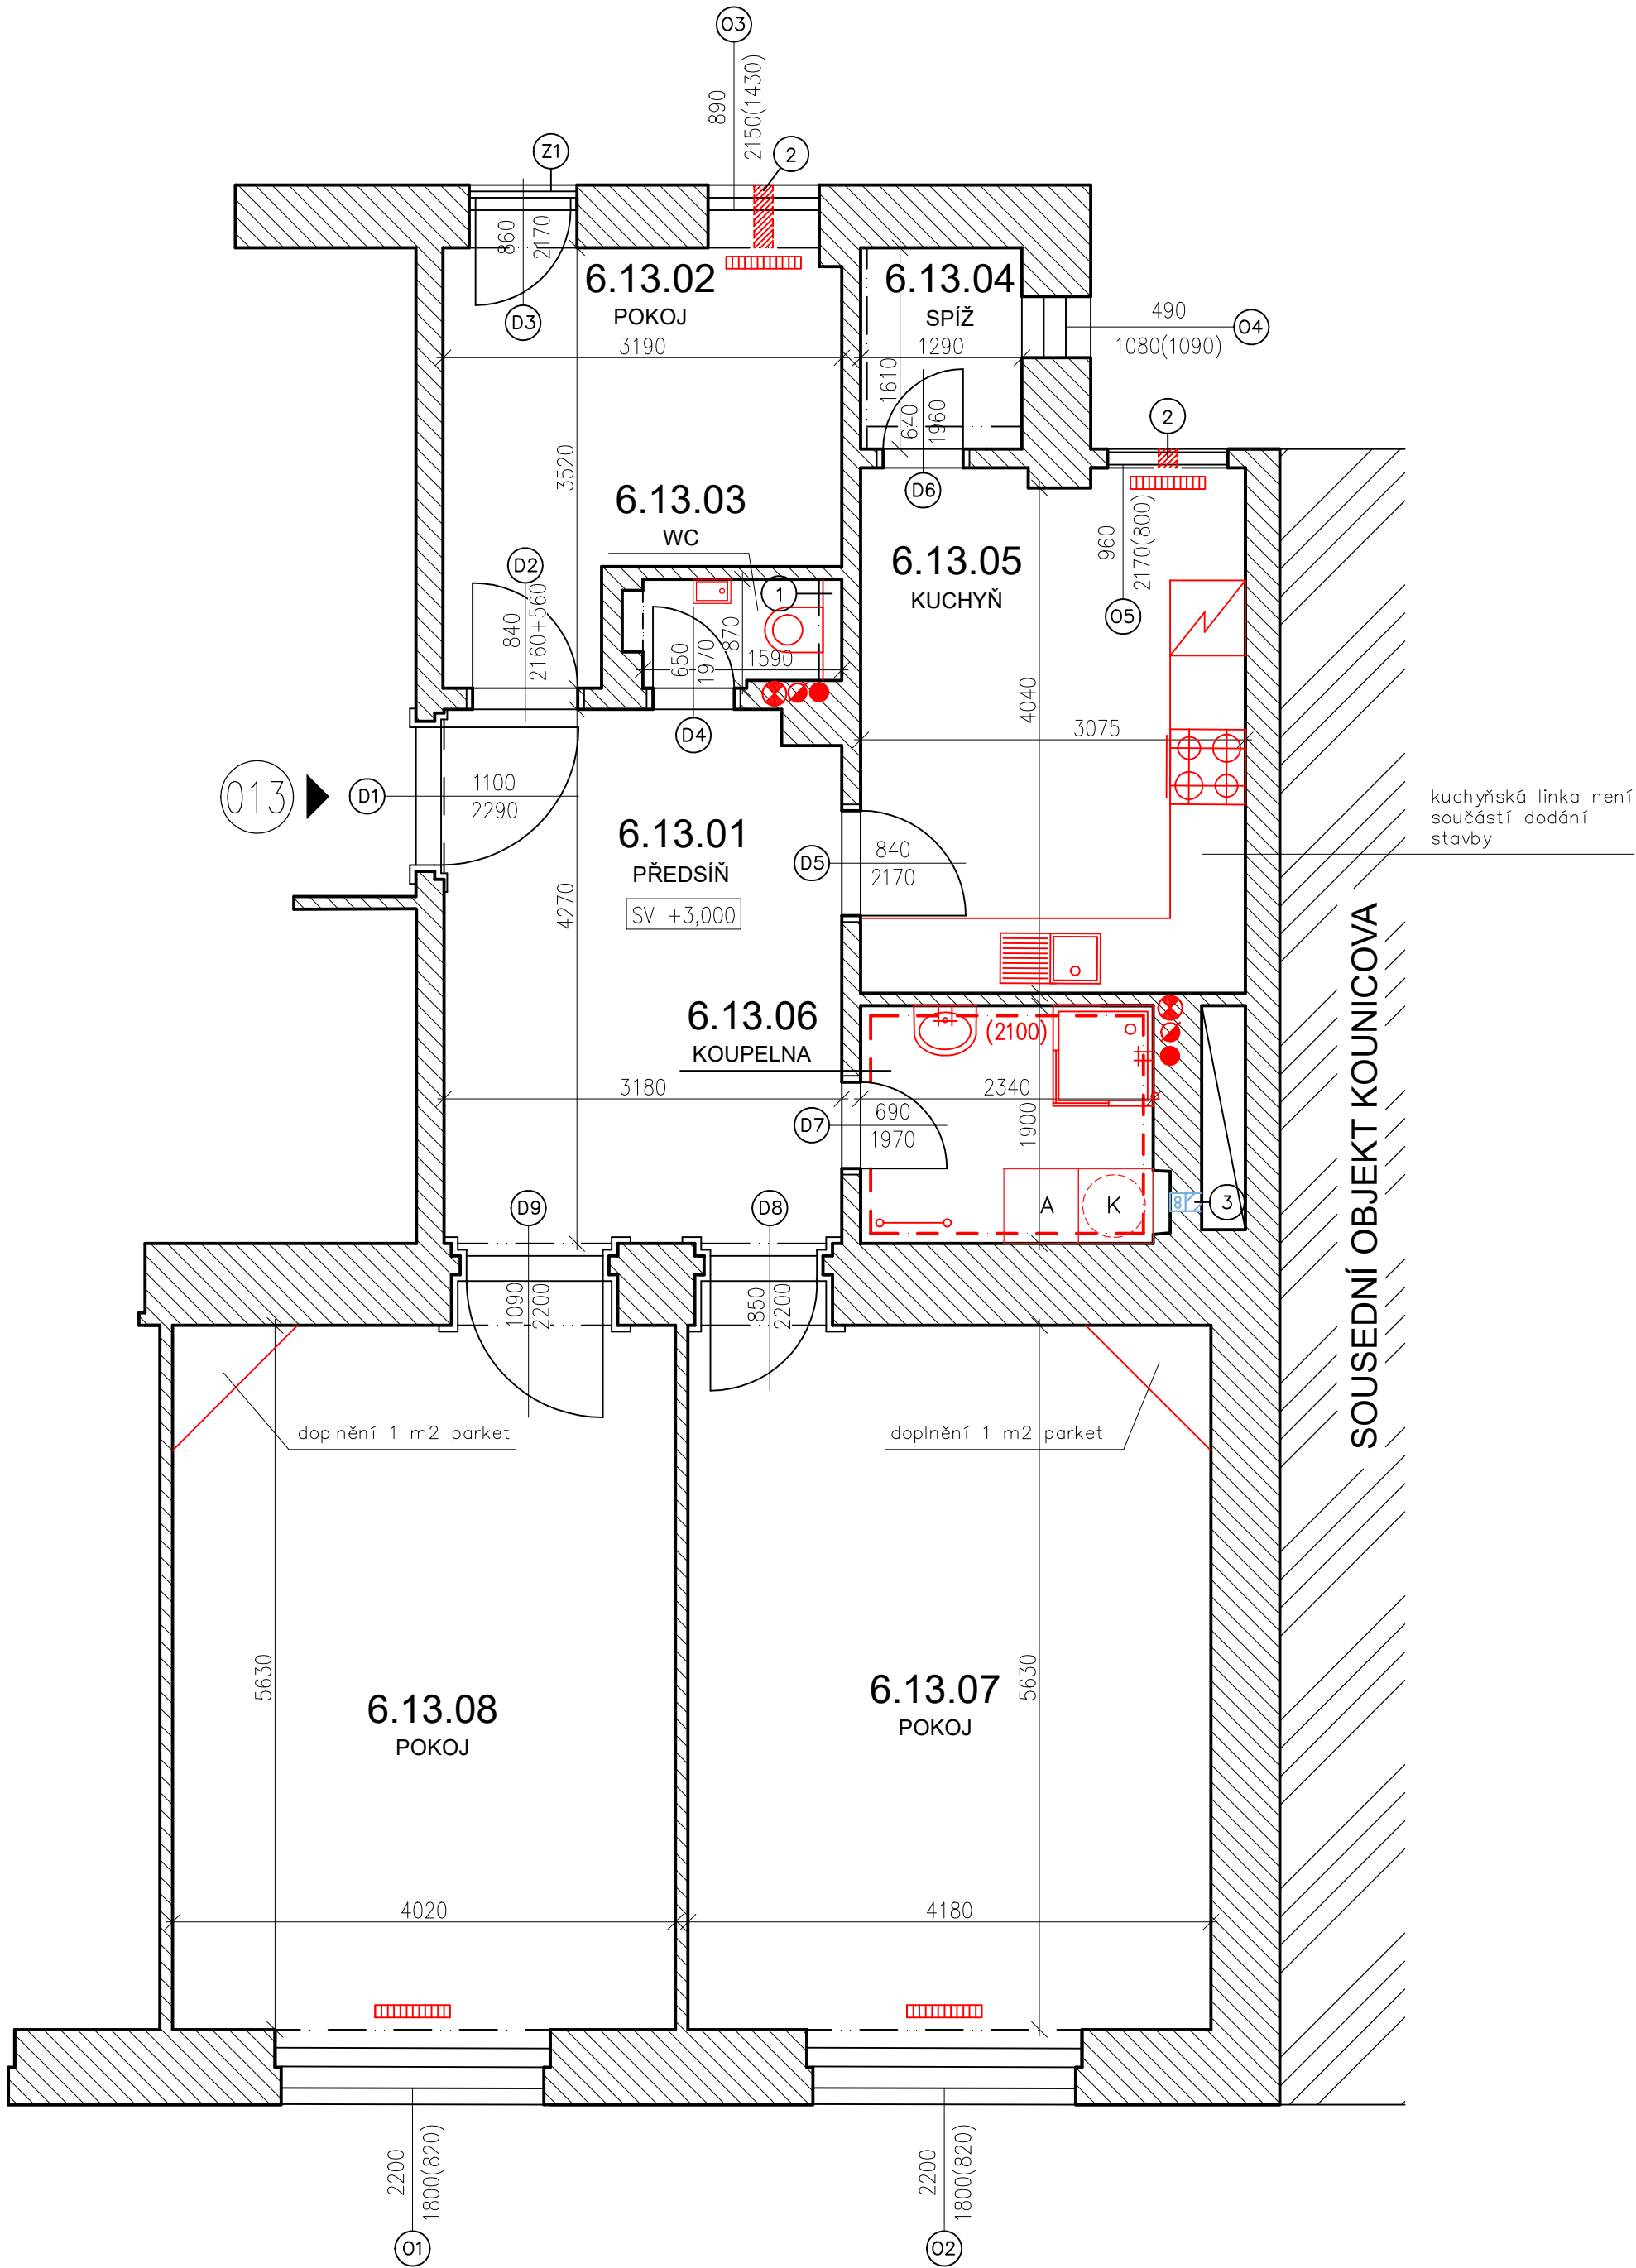 O3
890
2150(1430)
Z1
2
860
2170
D3
6.13.02
POKOJ
3190
6.13.04
SPÍŽ
1290
1610
640
1960
D6
490
1080(1090)
O4
2
960
2170(800)
O5
3520
6.13.03
WC
D2
840
2160+560
1
870
1590
650
1970
D4
6.13.05
KUCHYŇ
4040
3075
013
D1
1100
2290
6.13.01
PŘEDSÍŇ
SV +3,000
4270
D5
840
2170
kuchyňská linka není
součástí dodání
stavby
SOUSEDNÍ OBJEKT KOUNICOVA
6.13.06
KOUPELNA
(2100)
3180
2340
1900
D7
690
1970
A
K
8
3
D9
D8
1090
2200
850
2200
doplnění 1 m2 parket
doplnění 1 m2 parket
5630
6.13.08
POKOJ
6.13.07
POKOJ
5630
4020
4180
2200
1800(820)
O1
2200
1800(820)
O2